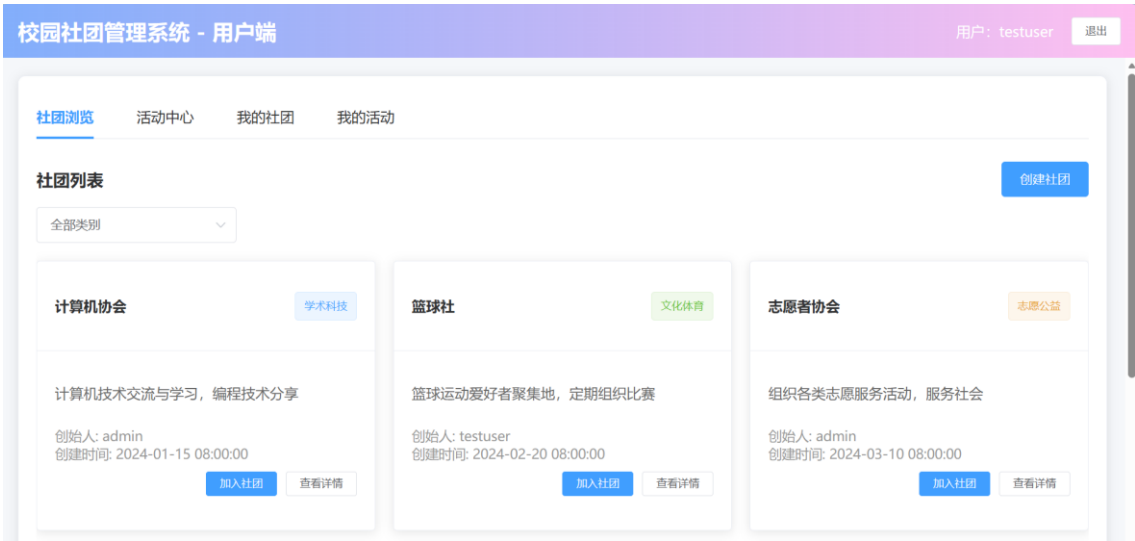 校园社团管理系统 - 用户端
用户：testuser
退出
社团浏览
活动中心
我的社团
我的活动
社团列表
创建社团
全部类别
计算机协会
学术科技
计算机技术交流与学习，编程技术分享
创始人: admin
创建时间: 2024-01-15 08:00:00
加入社团
查看详情
篮球社
文化体育
篮球运动爱好者聚集地，定期组织比赛
创始人: testuser
创建时间: 2024-02-20 08:00:00
加入社团
查看详情
志愿者协会
志愿公益
组织各类志愿服务活动，服务社会
创始人: admin
创建时间: 2024-03-10 08:00:00
加入社团
查看详情